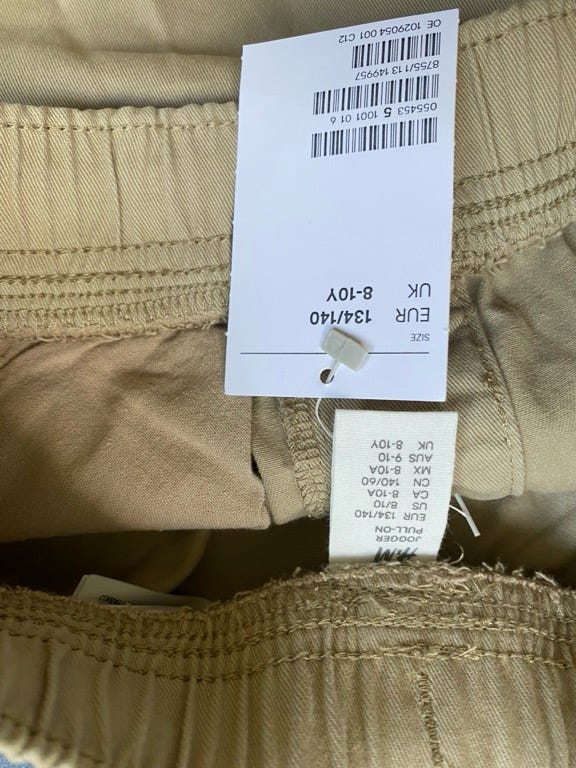 H&M
PULL-ON
JOGGER
EUR 134/140
US 8/10
CA 8-10A
CN 140/60
MX 8-10A
AUS 9-10
UK 8-10Y
SIZE
EUR 134/140
UK 8-10Y
055453 5 1001 01 6
8755/113 149957
OE 1029054 001 C12